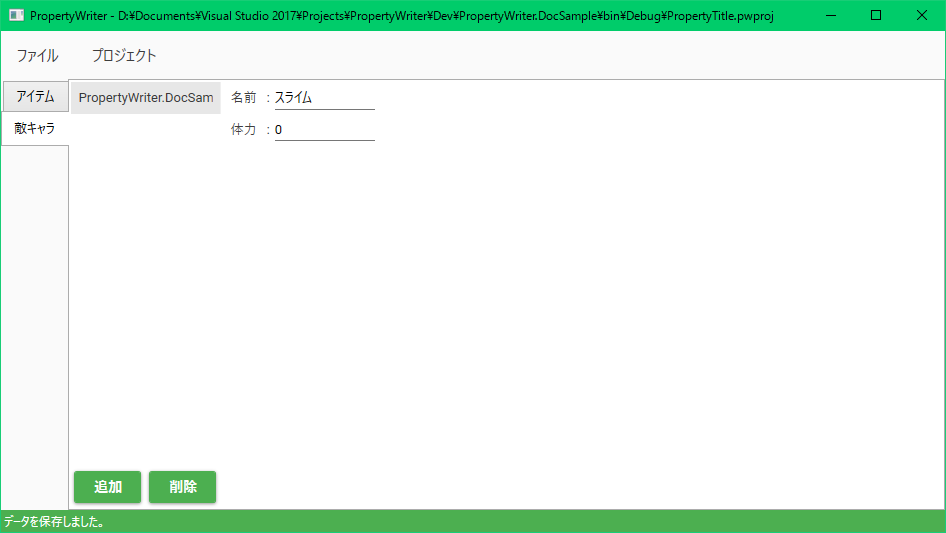 PropertyWriter - D:¥Documents¥Visual Studio 2017¥Projects¥PropertyWriter¥Dev¥PropertyWriter.DocSample¥bin¥Debug¥PropertyTitle.pwproj
ファイル プロジェクト
アイテム
敵キャラ
PropertyWriter.DocSam
名前 : スライム
体力 : 0
追加 削除
データを保存しました。